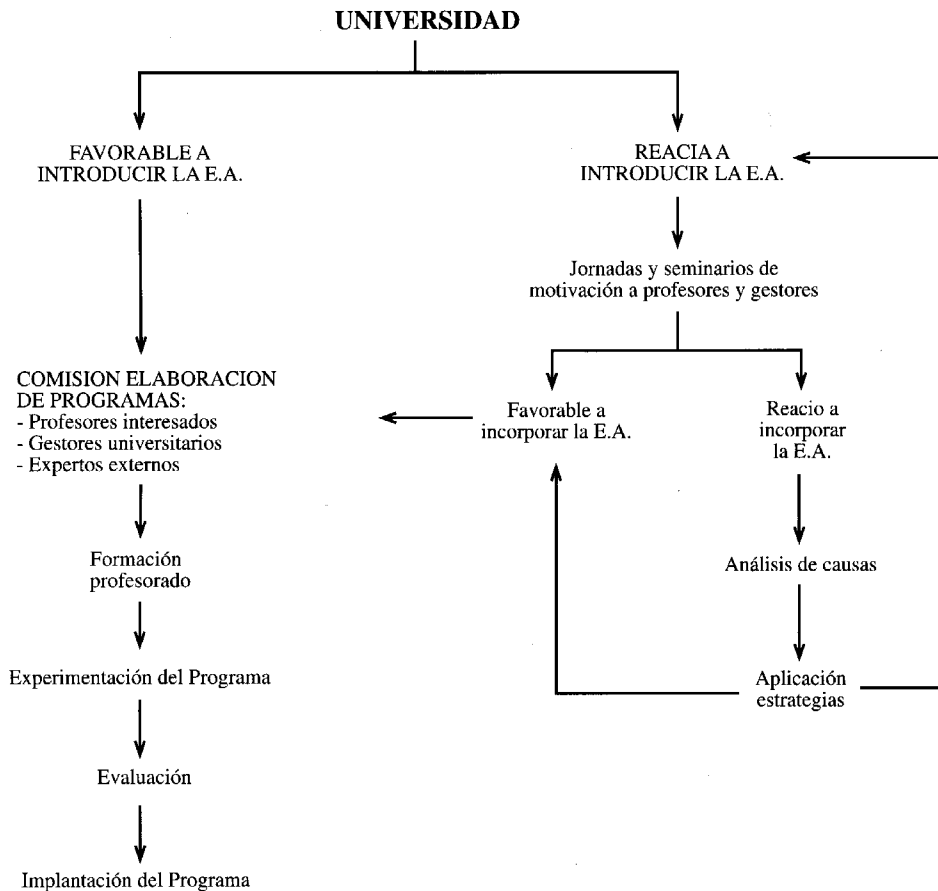 UNIVERSIDAD
FAVORABLE A
INTRODUCIR LA E.A.
REACIA A
INTRODUCIR LA E.A.
Jornadas y seminarios de
motivación a profesores y gestores
COMISION ELABORACION
DE PROGRAMAS:
- Profesores interesados
- Gestores universitarios
- Expertos externos
Favorable a
incorporar la E.A.
Reacio a
incorporar
la E.A.
Formación
profesorado
Análisis de causas
Experimentación del Programa
Aplicación
estrategias
Evaluación
Implantación del Programa